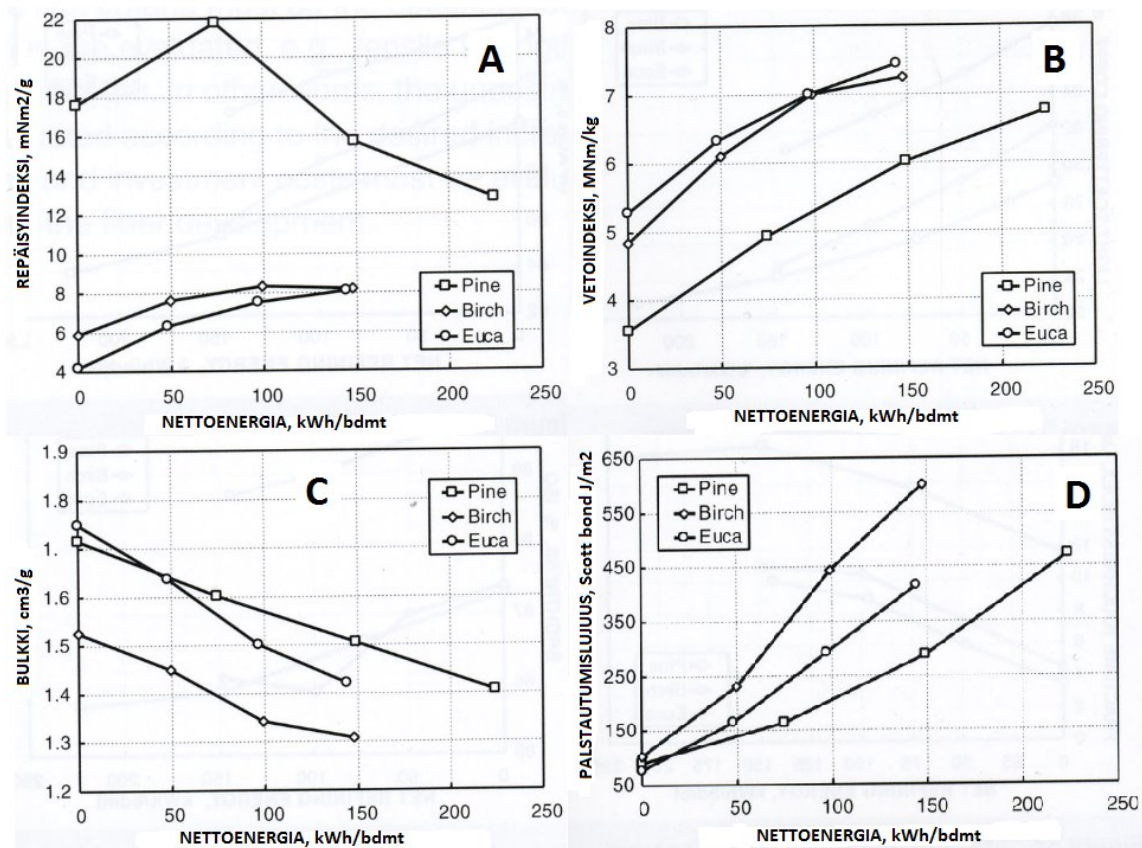 A
REPÄISYINDEKSI, mNm2/g
22
20
18
16
14
12
10
8
6
4
0 50 100 150 200 250
NETTOENERGIA, kWh/bdmt
Pine
Birch
Euca
B
VETOINDEKSI, MNm/kg
8
7
6
5
4
3
0 50 100 150 200 250
NETTOENERGIA, kWh/bdmt
Pine
Birch
Euca
C
BULKKI, cm3/g
1.9
1.8
1.
1.6
1.5
1.4
1.3
1.2
0 50 100 150 200 250
NETTOENERGIA, kWh/bdmt
Pine
Birch
Euca
D
PALSTAUTUMISLUJUUS, Scott bond J/m2
650
550
450
350
250
150
50
0 50 100 150 200 250
NETTOENERGIA, kWh/bdmt
Pine
Birch
Euca